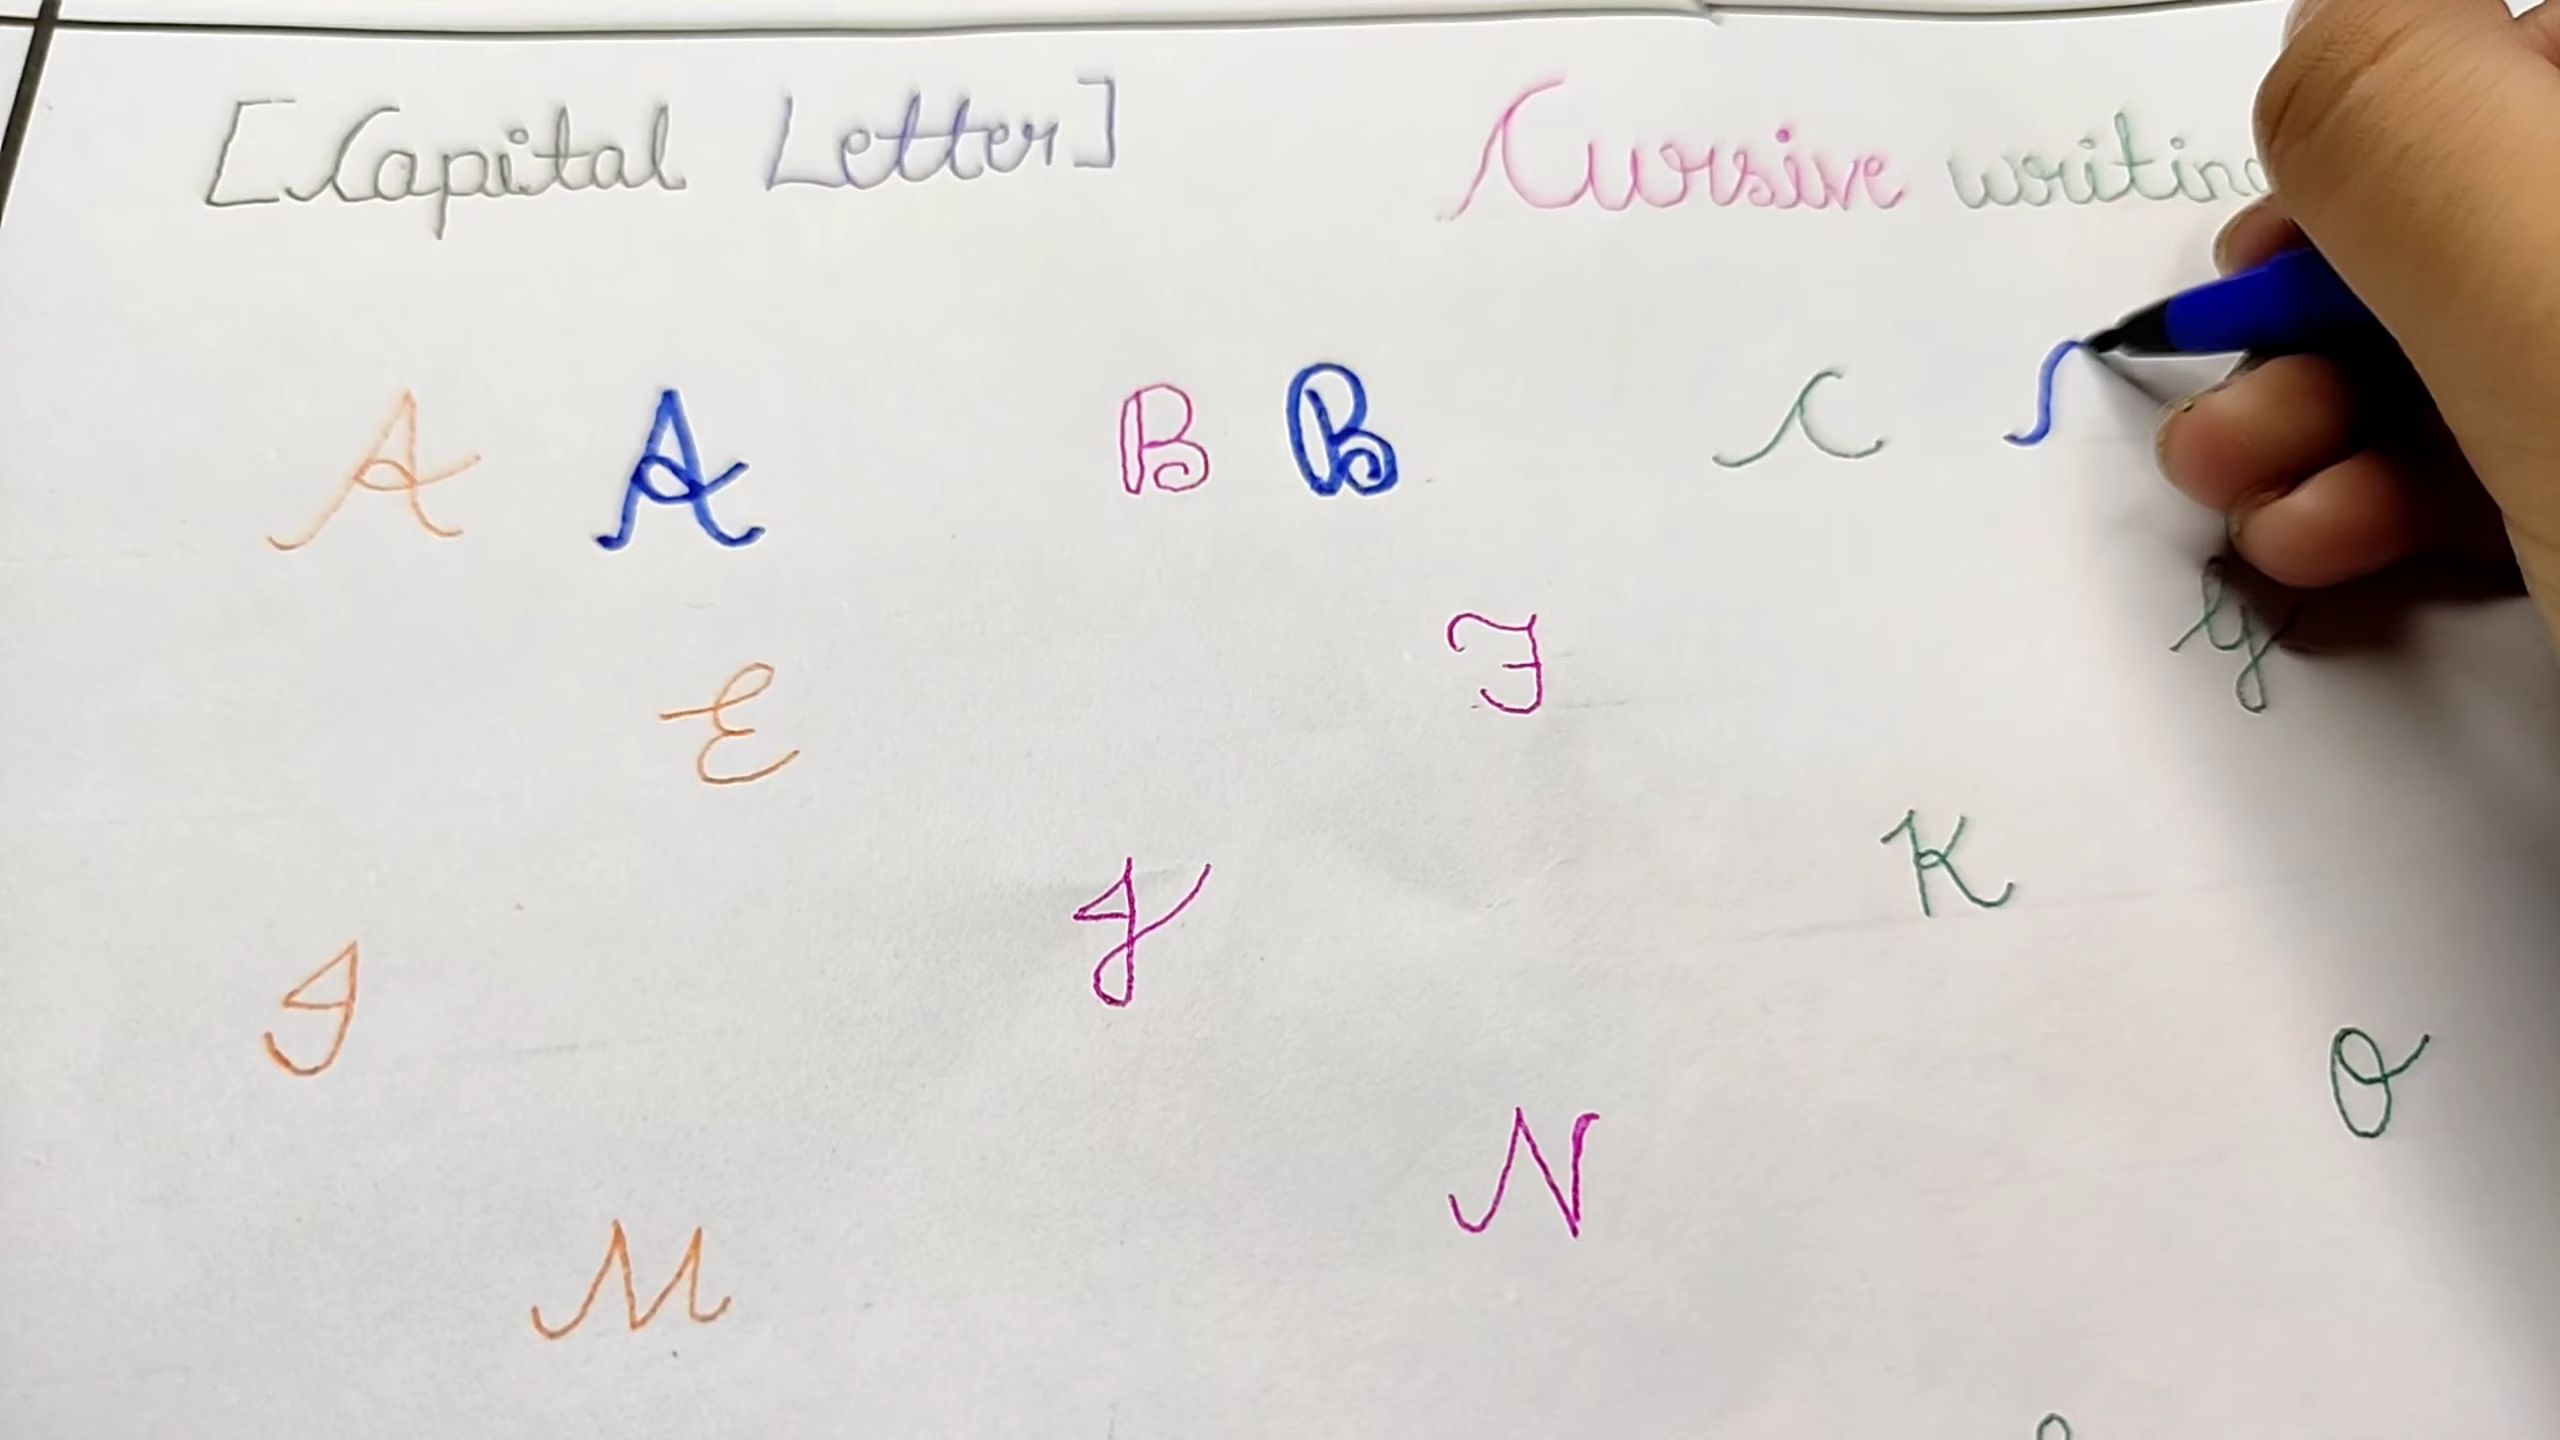 [Capital Letter] Cursive writing
A A B B C
E F G
I J K
M N O